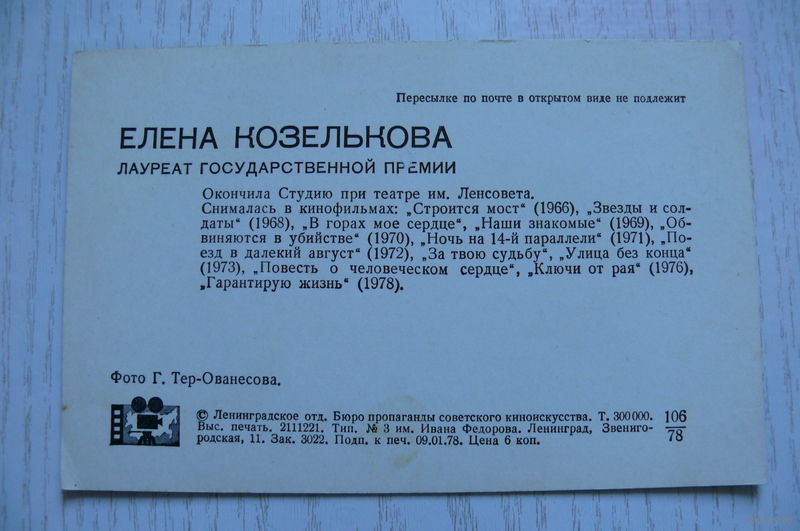 Пересылке по почте в открытом виде не подлежит
ЕЛЕНА КОЗЕЛЬКОВА
ЛАУРЕАТ ГОСУДАРСТВЕННОЙ ПРЕМИИ
Окончила Студию при театре им. Ленсовета.
Снималась в кинофильмах: „Строится мост“ (1966), „Звезды и сол-
даты“ (1968), „В горах мое сердце“, „Наши знакомые“ (1969), „Об-
виняются в убийстве“ (1970), „Ночь на 14-й параллели“ (1971), „По-
езд в далекий август“ (1972), „За твою судьбу“, „Улица без конца“
(1973), „Повесть о человеческом сердце“, „Ключи от рая“ (1976),
„Гарантирую жизнь“ (1978).
Фото Г. Тер-Ованесова.
© Ленинградское отд. Бюро пропаганды советского киноискусства. Т. 300 000.
Выс. печать. 2111221. Тип. № 3 им. Ивана Федорова. Ленинград, Звениго-
родская, 11. Зак. 3022. Подп. к печ. 09.01.78. Цена 6 коп.
106
78